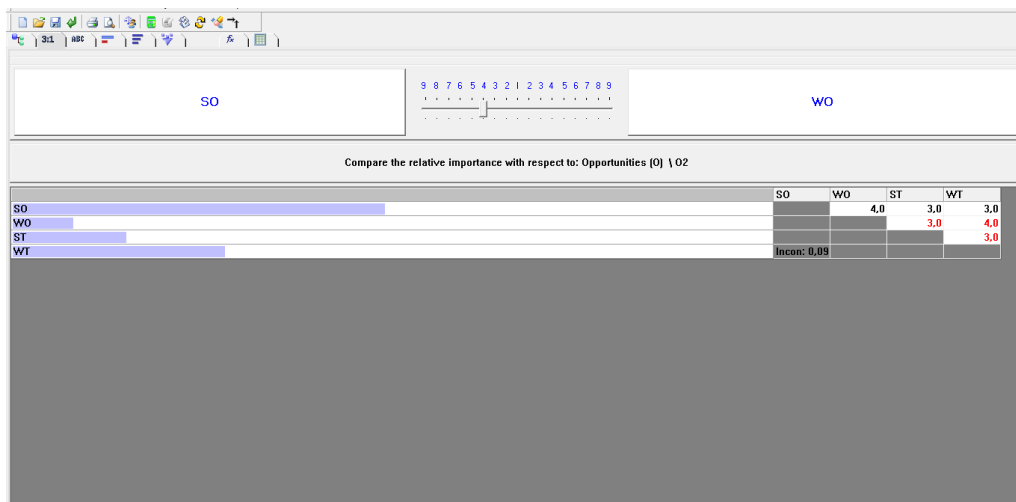 3:1 ABC fx
9 8 7 6 5 4 3 2 1 2 3 4 5 6 7 8 9
SO WO
Compare the relative importance with respect to: Opportunities (O) \ O2
SO WO ST WT
SO 4,0 3,0 3,0
WO 3,0 4,0
ST 3,0
WT Incon: 0,09